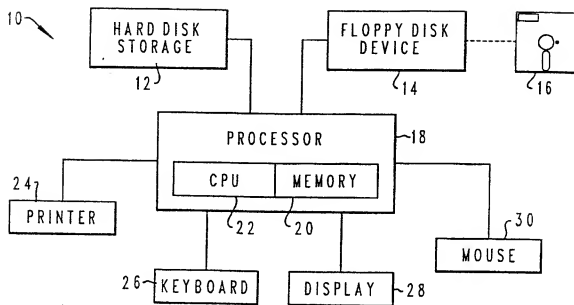 10
HARD DISK
STORAGE
12
FLOPPY DISK
DEVICE
14
16
PROCESSOR
18
CPU
MEMORY
22
20
24
PRINTER
30
MOUSE
26
KEYBOARD
DISPLAY
28